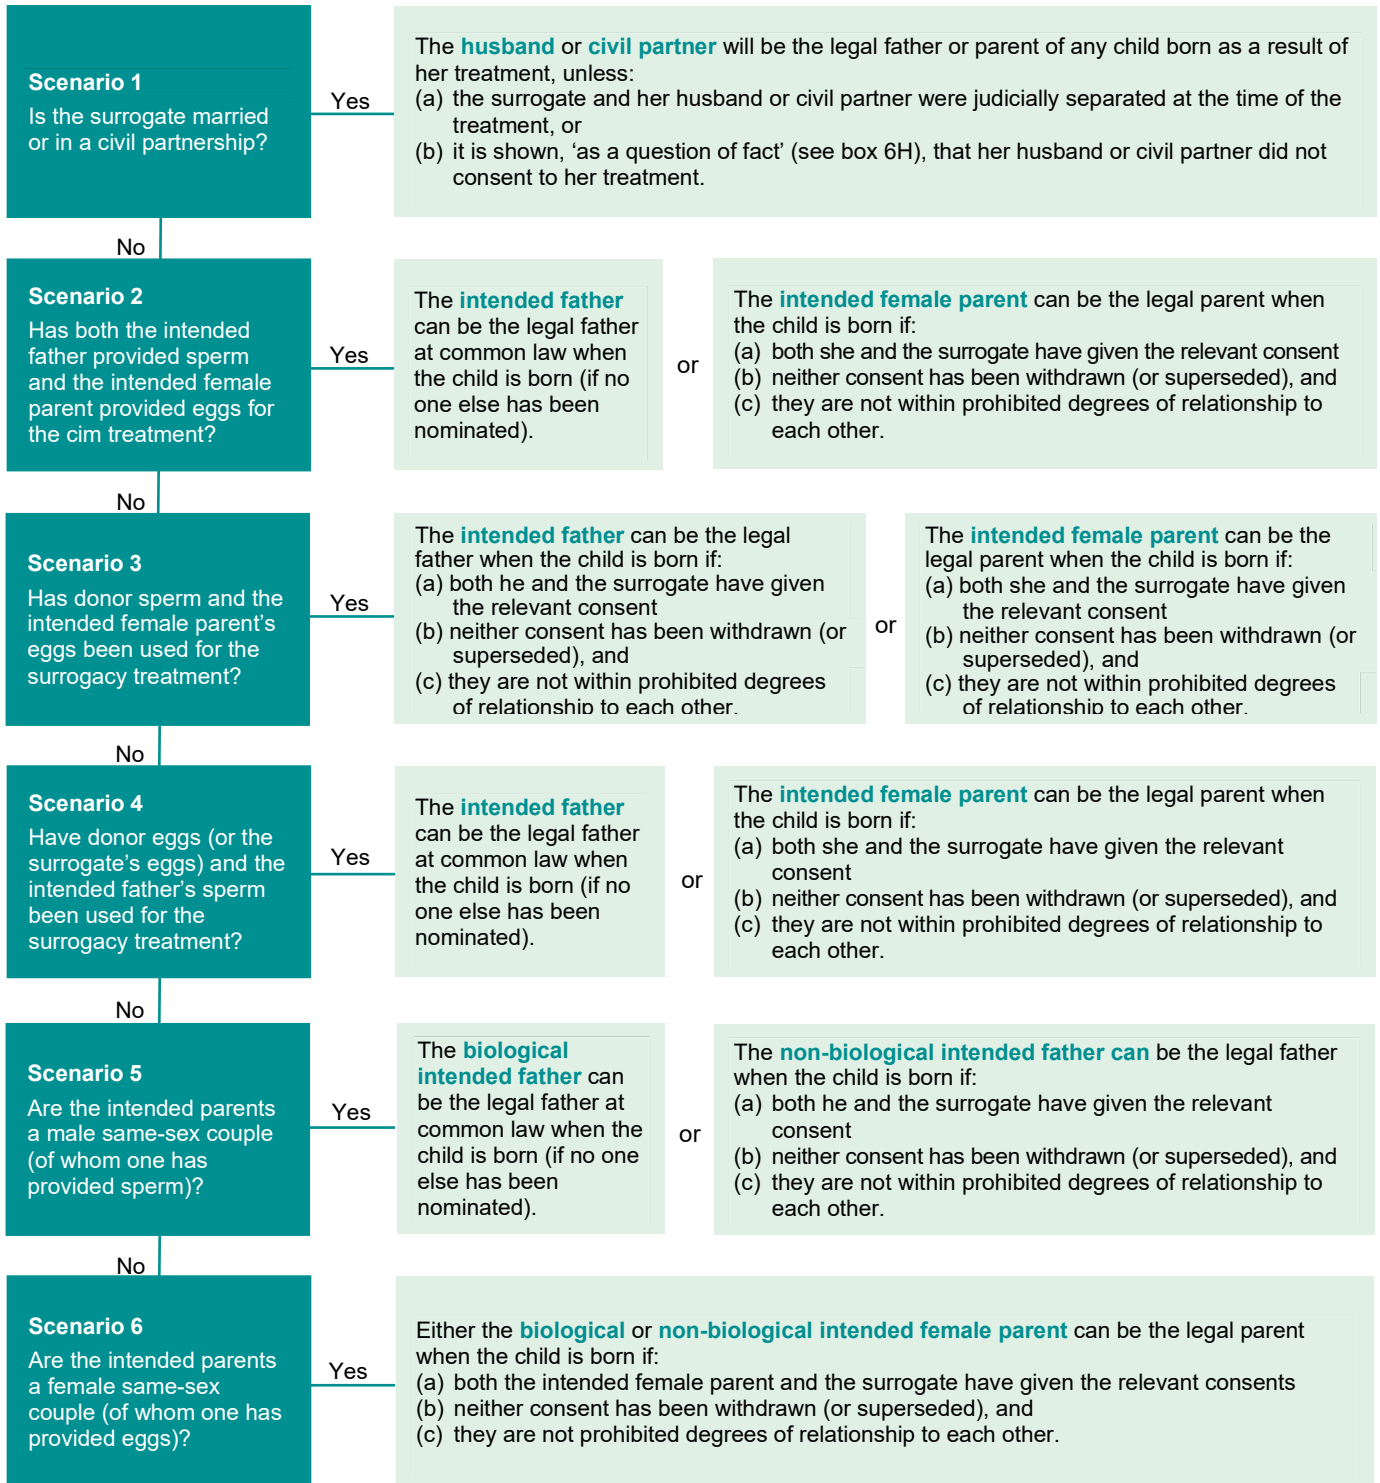 Scenario 1
Is the surrogate married
or in a civil partnership?
Yes
The husband or civil partner will be the legal father or parent of any child born as a result of
her treatment, unless:
(a) the surrogate and her husband or civil partner were judicially separated at the time of the
treatment, or
(b) it is shown, ‘as a question of fact’ (see box 6H), that her husband or civil partner did not
consent to her treatment.
No
Scenario 2
Has both the intended
father provided sperm
and the intended female
parent provided eggs for
the cim treatment?
Yes
The intended father
can be the legal father
at common law when
the child is born (if no
one else has been
nominated).
or
The intended female parent can be the legal parent when
the child is born if:
(a) both she and the surrogate have given the relevant consent
(b) neither consent has been withdrawn (or superseded), and
(c) they are not within prohibited degrees of relationship to
each other.
No
Scenario 3
Has donor sperm and the
intended female parent’s
eggs been used for the
surrogacy treatment?
Yes
The intended father can be the legal
father when the child is born if:
(a) both he and the surrogate have given
the relevant consent
(b) neither consent has been withdrawn (or
superseded), and
(c) they are not within prohibited degrees
of relationship to each other.
or
The intended female parent can be the
legal parent when the child is born if:
(a) both she and the surrogate have given
the relevant consent
(b) neither consent has been withdrawn (or
superseded), and
(c) they are not within prohibited degrees
of relationship to each other.
No
Scenario 4
Have donor eggs (or the
surrogate’s eggs) and the
intended father’s sperm
been used for the
surrogacy treatment?
Yes
The intended father
can be the legal father
at common law when
the child is born (if no
one else has been
nominated).
or
The intended female parent can be the legal parent when
the child is born if:
(a) both she and the surrogate have given the relevant
consent
(b) neither consent has been withdrawn (or superseded), and
(c) they are not within prohibited degrees of relationship to
each other.
No
Scenario 5
Are the intended parents
a male same-sex couple
(of whom one has
provided sperm)?
Yes
The biological
intended father can
be the legal father at
common law when the
child is born (if no one
else has been
nominated).
or
The non-biological intended father can be the legal father
when the child is born if:
(a) both he and the surrogate have given the relevant
consent
(b) neither consent has been withdrawn (or superseded), and
(c) they are not within prohibited degrees of relationship to
each other.
No
Scenario 6
Are the intended parents
a female same-sex
couple (of whom one has
provided eggs)?
Yes
Either the biological or non-biological intended female parent can be the legal parent
when the child is born if:
(a) both the intended female parent and the surrogate have given the relevant consents
(b) neither consent has been withdrawn (or superseded), and
(c) they are not prohibited degrees of relationship to each other.